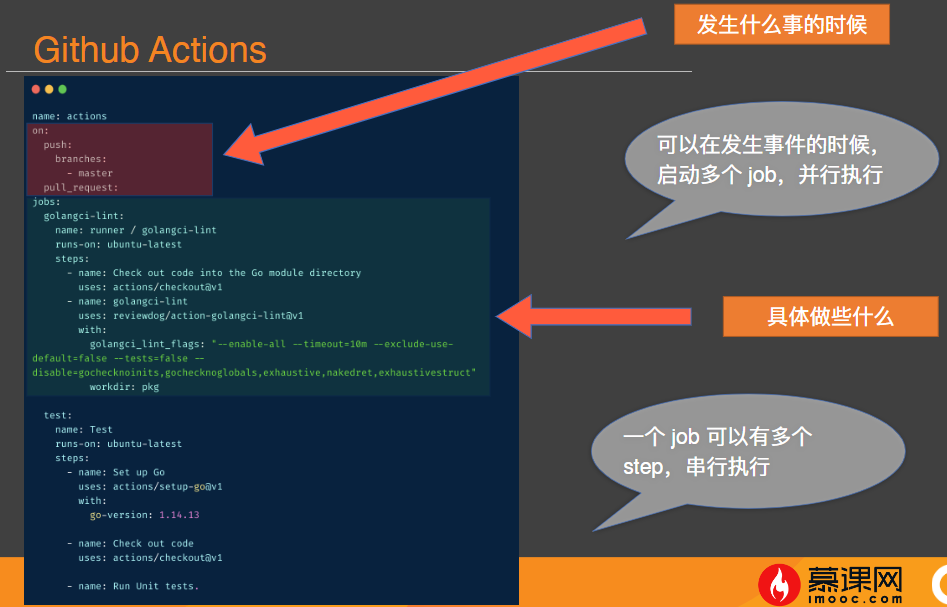 Github Actions
发生什么事的时候
name: actions
on:
push:
branches:
- master
pull_request:
jobs:
golangci-lint:
name: runner / golangci-lint
runs-on: ubuntu-latest
steps:
- name: Check out code into the Go module directory
uses: actions/checkout@v1
- name: golangci-lint
uses: reviewdog/action-golangci-lint@v1
with:
golangci_lint_flags: "--enable-all --timeout=10m --exclude-use-
default=false --tests=false --
disable=gochecknoinits,gochecknoglobals,exhaustive,nakedret,exhaustivestruct"
workdir: pkg
test:
name: Test
runs-on: ubuntu-latest
steps:
- name: Set up Go
uses: actions/setup-go@v1
with:
go-version: 1.14.13
- name: Check out code
uses: actions/checkout@v1
- name: Run Unit tests.
可以在发生事件的时候,
启动多个 job，并行执行
具体做些什么
一个 job 可以有多个
step，串行执行
慕课网
imooc.com